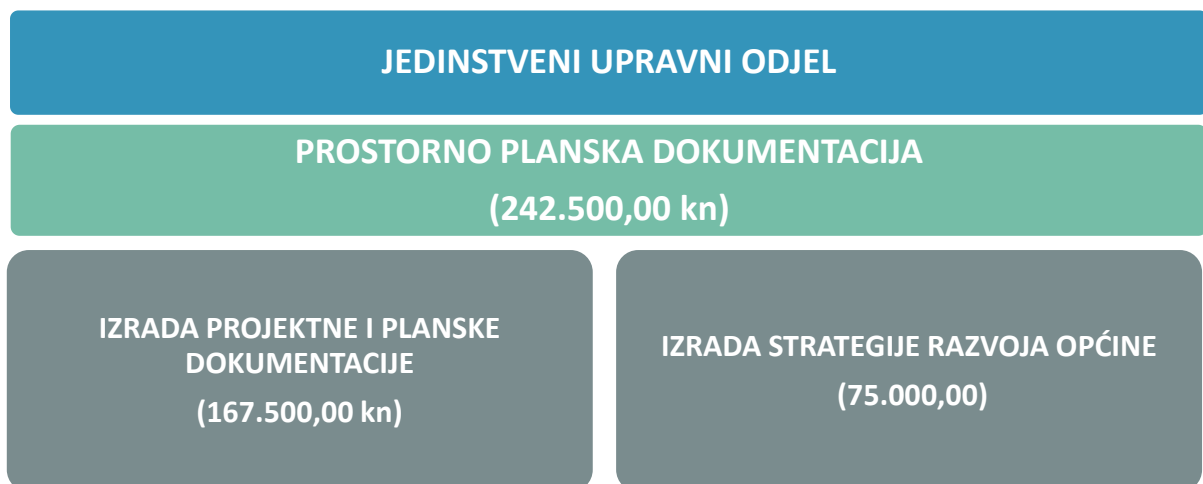 JEDINSTVENI UPRAVNI ODJEL
PROSTORNO PLANSKA DOKUMENTACIJA
(242.500,00 kn)
IZRADA PROJEKTNE I PLANSKE
DOKUMENTACIJE
(167.500,00 kn)
IZRADA STRATEGIJE RAZVOJA OPĆINE
(75.000,00)